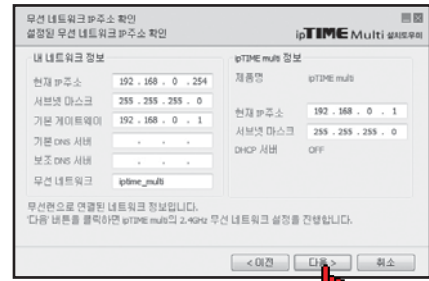 무선 네트워크 IP주소 확인
설정된 무선 네트워크 IP주소 확인
ipTIME Multi 설치도우미
내 네트워크 정보
현재 IP주소 192 . 168 . 0 . 254
서브넷 마스크 255 . 255 . 255 . 0
기본 게이트웨이 192 . 168 . 0 . 1
기본 DNS 서버 . . .
보조 DNS 서버 . . .
무선 네트워크 iptime_multi
ipTIME multi 정보
제품명 ipTIME multi
현재 IP주소 192 . 168 . 0 . 1
서브넷 마스크 255 . 255 . 255 . 0
DHCP 서버 OFF
무선랜으로 연결된 네트워크 정보입니다.
'다음' 버튼을 클릭하면 ipTIME multi의 2.4GHz 무선 네트워크 설정을 진행합니다.
< 이전 다음 > 취소